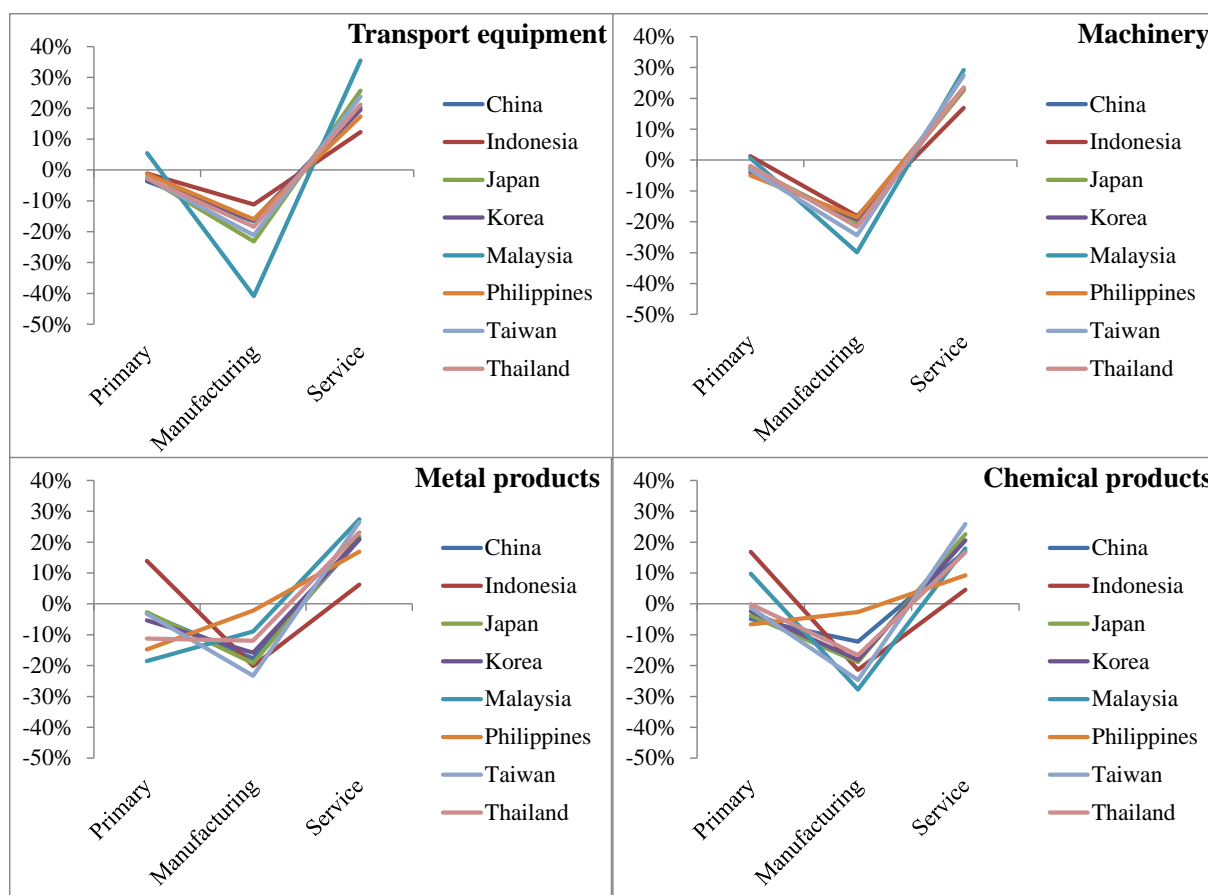 Transport equipment
40%
30%
20%
10%
0%
-10%
-20%
-30%
-40%
-50%
Primary
Manufacturing
Service
China
Indonesia
Japan
Korea
Malaysia
Philippines
Taiwan
Thailand
Machinery
40%
30%
20%
10%
0%
-10%
-20%
-30%
-40%
-50%
Primary
Manufacturing
Service
China
Indonesia
Japan
Korea
Malaysia
Philippines
Taiwan
Thailand
Metal products
40%
30%
20%
10%
0%
-10%
-20%
-30%
-40%
-50%
Primary
Manufacturing
Service
China
Indonesia
Japan
Korea
Malaysia
Philippines
Taiwan
Thailand
Chemical products
40%
30%
20%
10%
0%
-10%
-20%
-30%
-40%
-50%
Primary
Manufacturing
Service
China
Indonesia
Japan
Korea
Malaysia
Philippines
Taiwan
Thailand